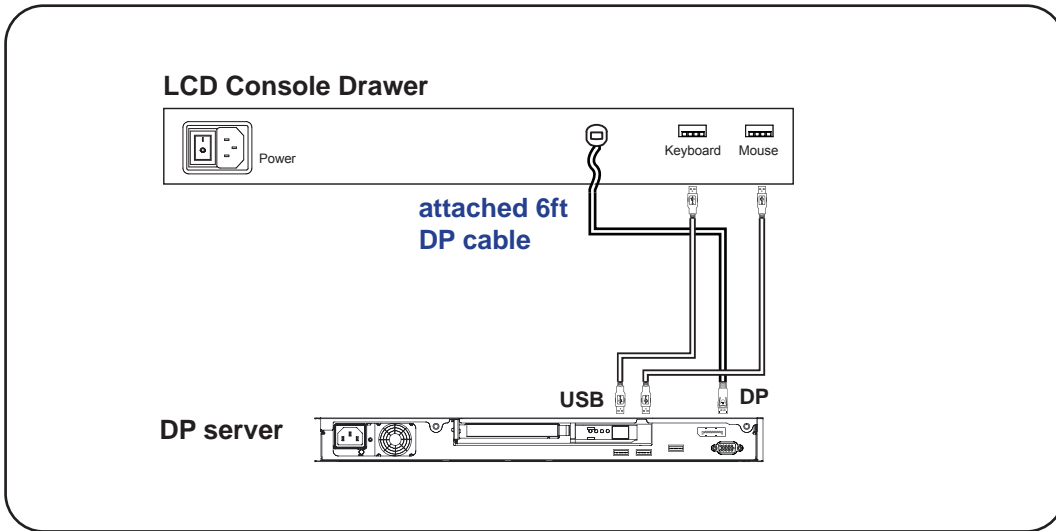 LCD Console Drawer
Power
Keyboard Mouse
attached 6ft
DP cable
USB DP
DP server